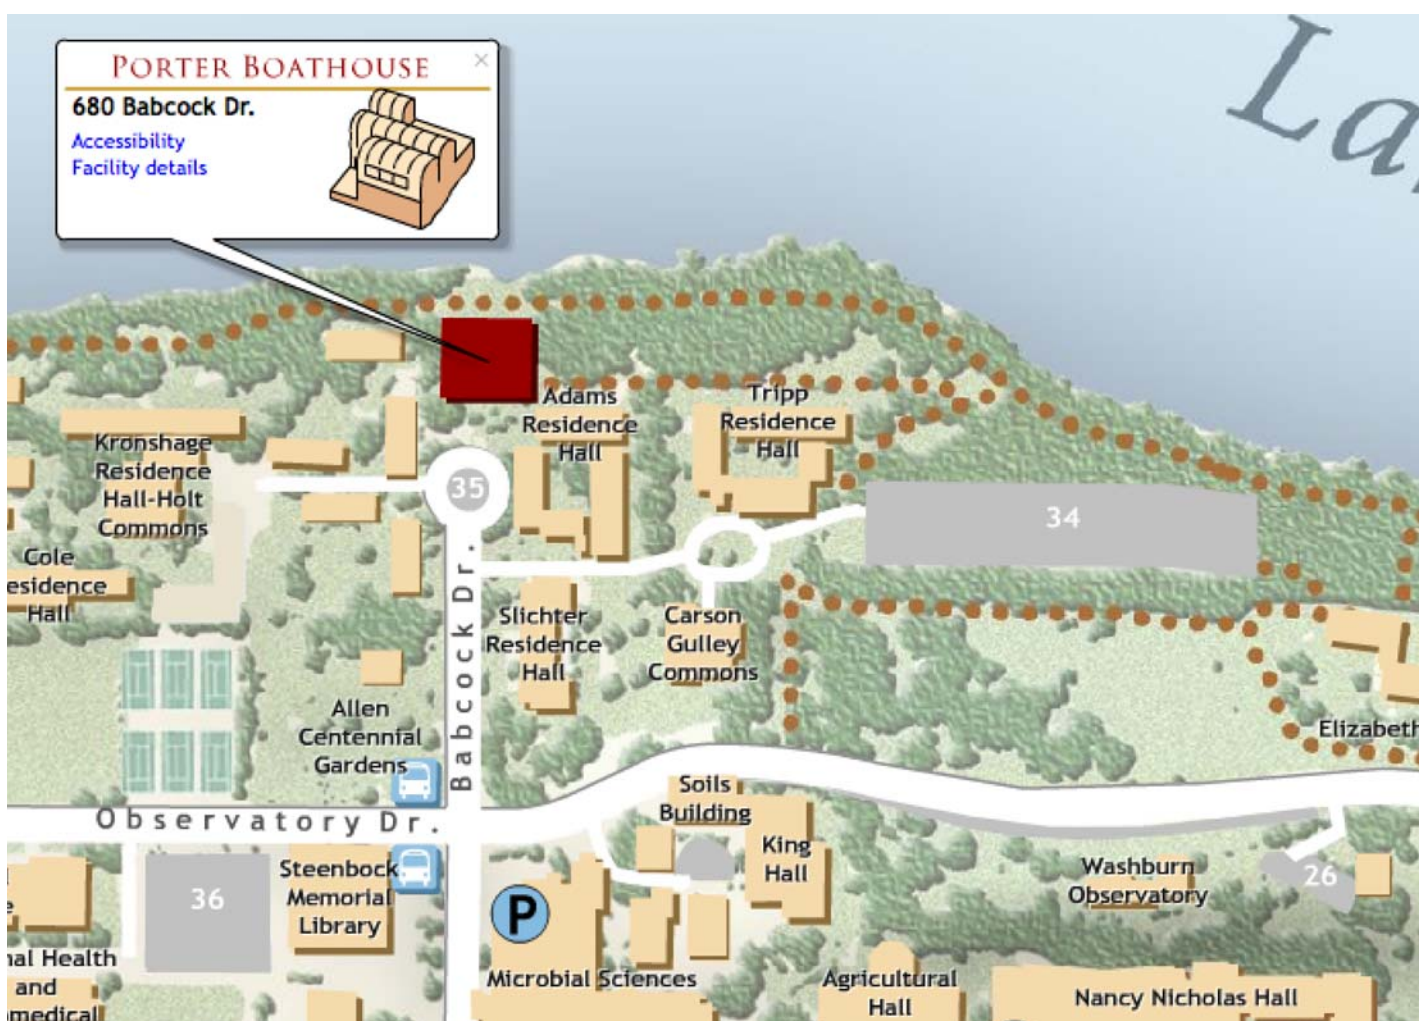 PORTER BOATHOUSE
680 Babcock Dr.
Accessibility
Facility details
La
Adams
Residence
Hall
Tripp
Residence
Hall
Kronshage
Residence
Hall-Holt
Commons
35
34
Cole
esidence
Hall
Babcock Dr.
Slichter
Residence
Hall
Carson
Gulley
Commons
Allen
Centennial
Gardens
Elizabeth
Observatory Dr.
Soils
Building
King
Hall
Washburn
Observatory
26
36
Steenbock
Memorial
Library
P
Microbial Sciences
Agricultural
Hall
Nancy Nicholas Hall
nal Health
and
medical